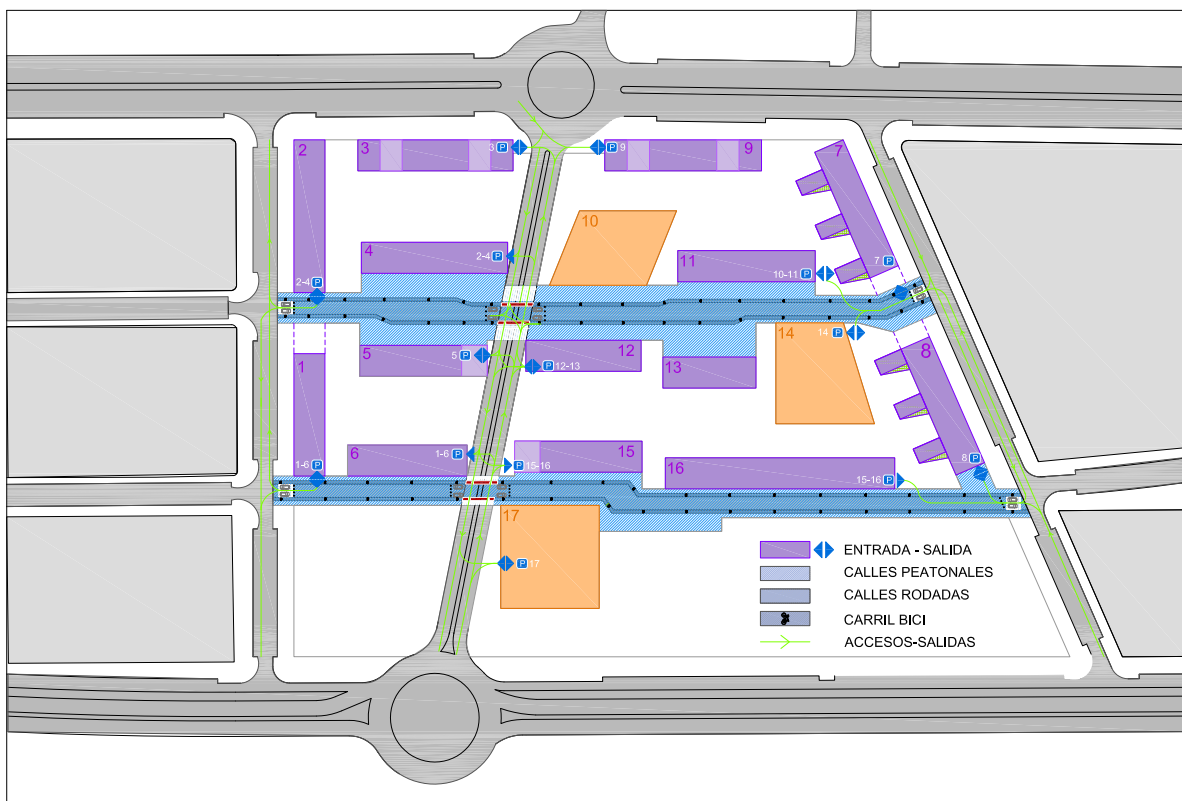 2
3
3 P
P 9
9
7
10
4
2-4 P
11
7
P
10-11 P
2-4
P
14 P
14
5
5 P
12
P 12-13
13
8
1
6
1-6 P
15
P 15-16
16
8
P
1-6
P
15-16 P
17
P 17
ENTRADA - SALIDA
CALLES PEATONALES
CALLES RODADAS
CARRIL BICI
ACCESOS-SALIDAS